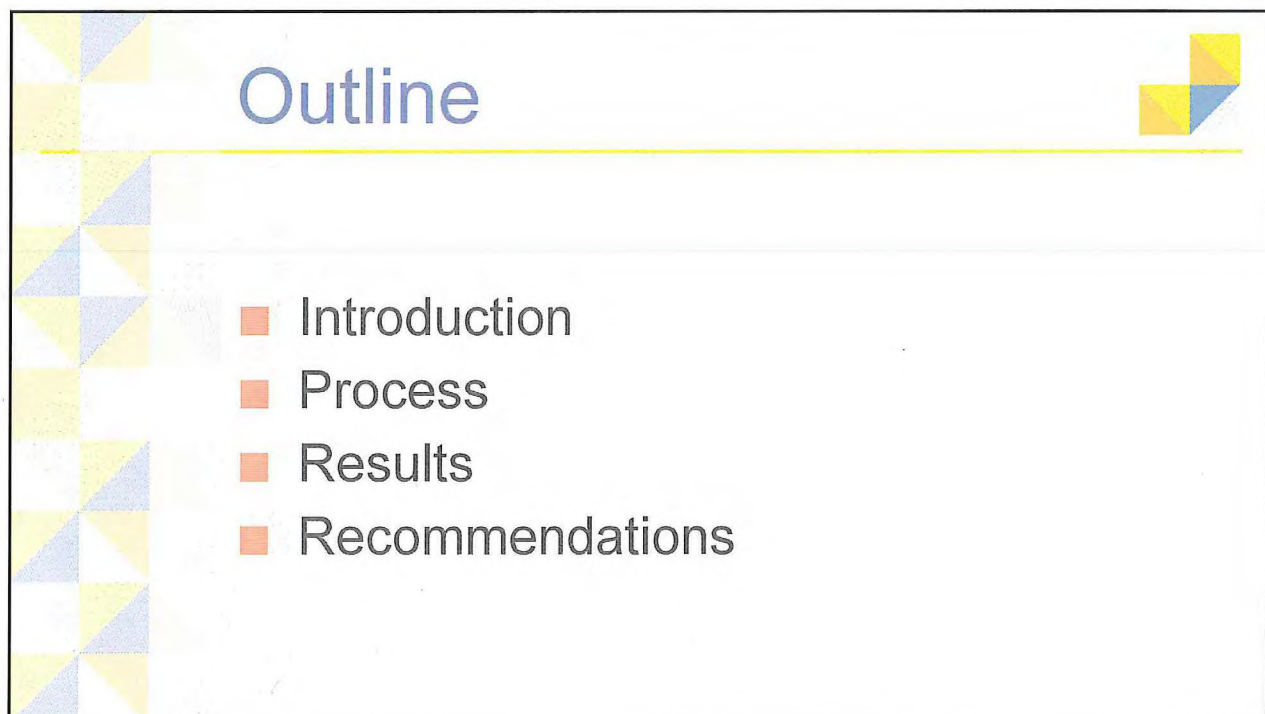 Outline
Introduction
Process
Results
Recommendations